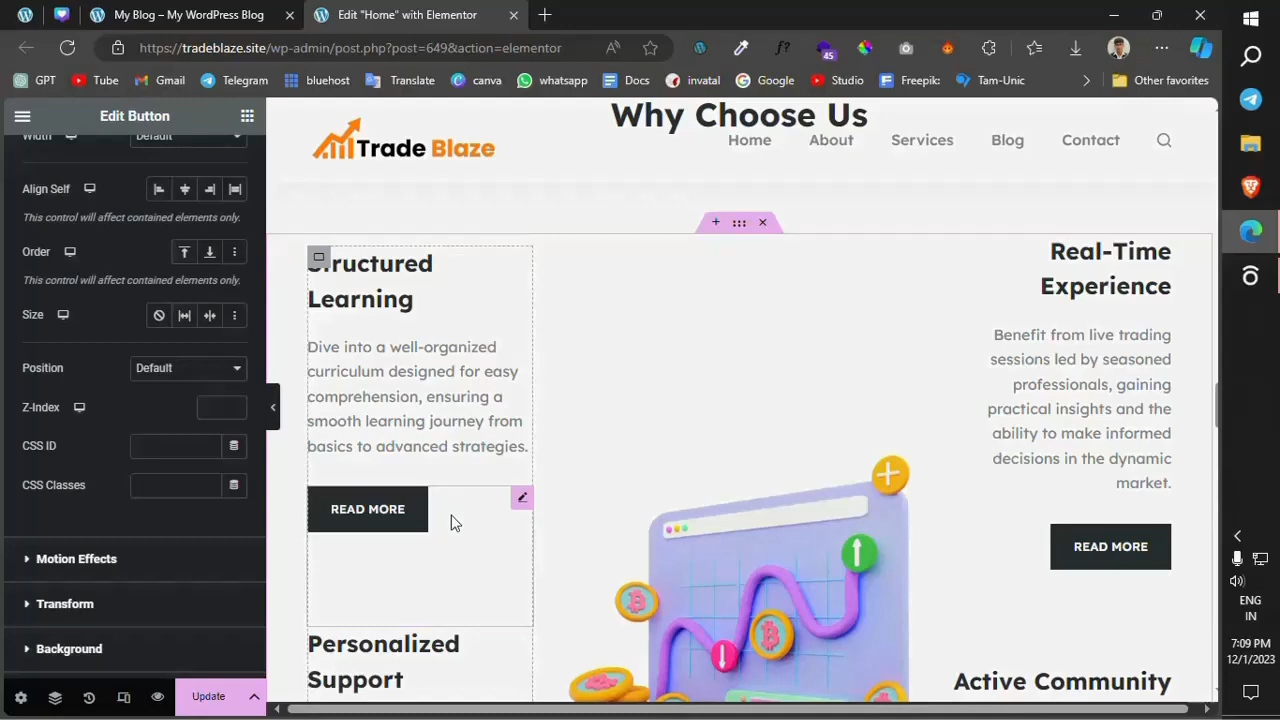 My Blog – My WordPress Blog
Edit "Home" with Elementor
https://tradeblaze.site/wp-admin/post.php?post=649&action=elementor
f?
45
GPT
Tube
Gmail
Telegram
bluehost
Translate
canva
whatsapp
Docs
invatal
Google
Studio
Freepik:
Tam-Unic
Other favorites
Edit Button
Width
Default
Align Self
This control will affect contained elements only.
Order
This control will affect contained elements only.
Size
Position
Default
Z-Index
CSS ID
CSS Classes
Motion Effects
Transform
Background
Update
Why Choose Us
Trade Blaze
Home
About
Services
Blog
Contact
Structured
Learning
Dive into a well-organized
curriculum designed for easy
comprehension, ensuring a
smooth learning journey from
basics to advanced strategies.
READ MORE
Personalized
Support
Real-Time
Experience
Benefit from live trading
sessions led by seasoned
professionals, gaining
practical insights and the
ability to make informed
decisions in the dynamic
market.
READ MORE
Active Community
ENG
IN
7:09 PM
12/1/2023